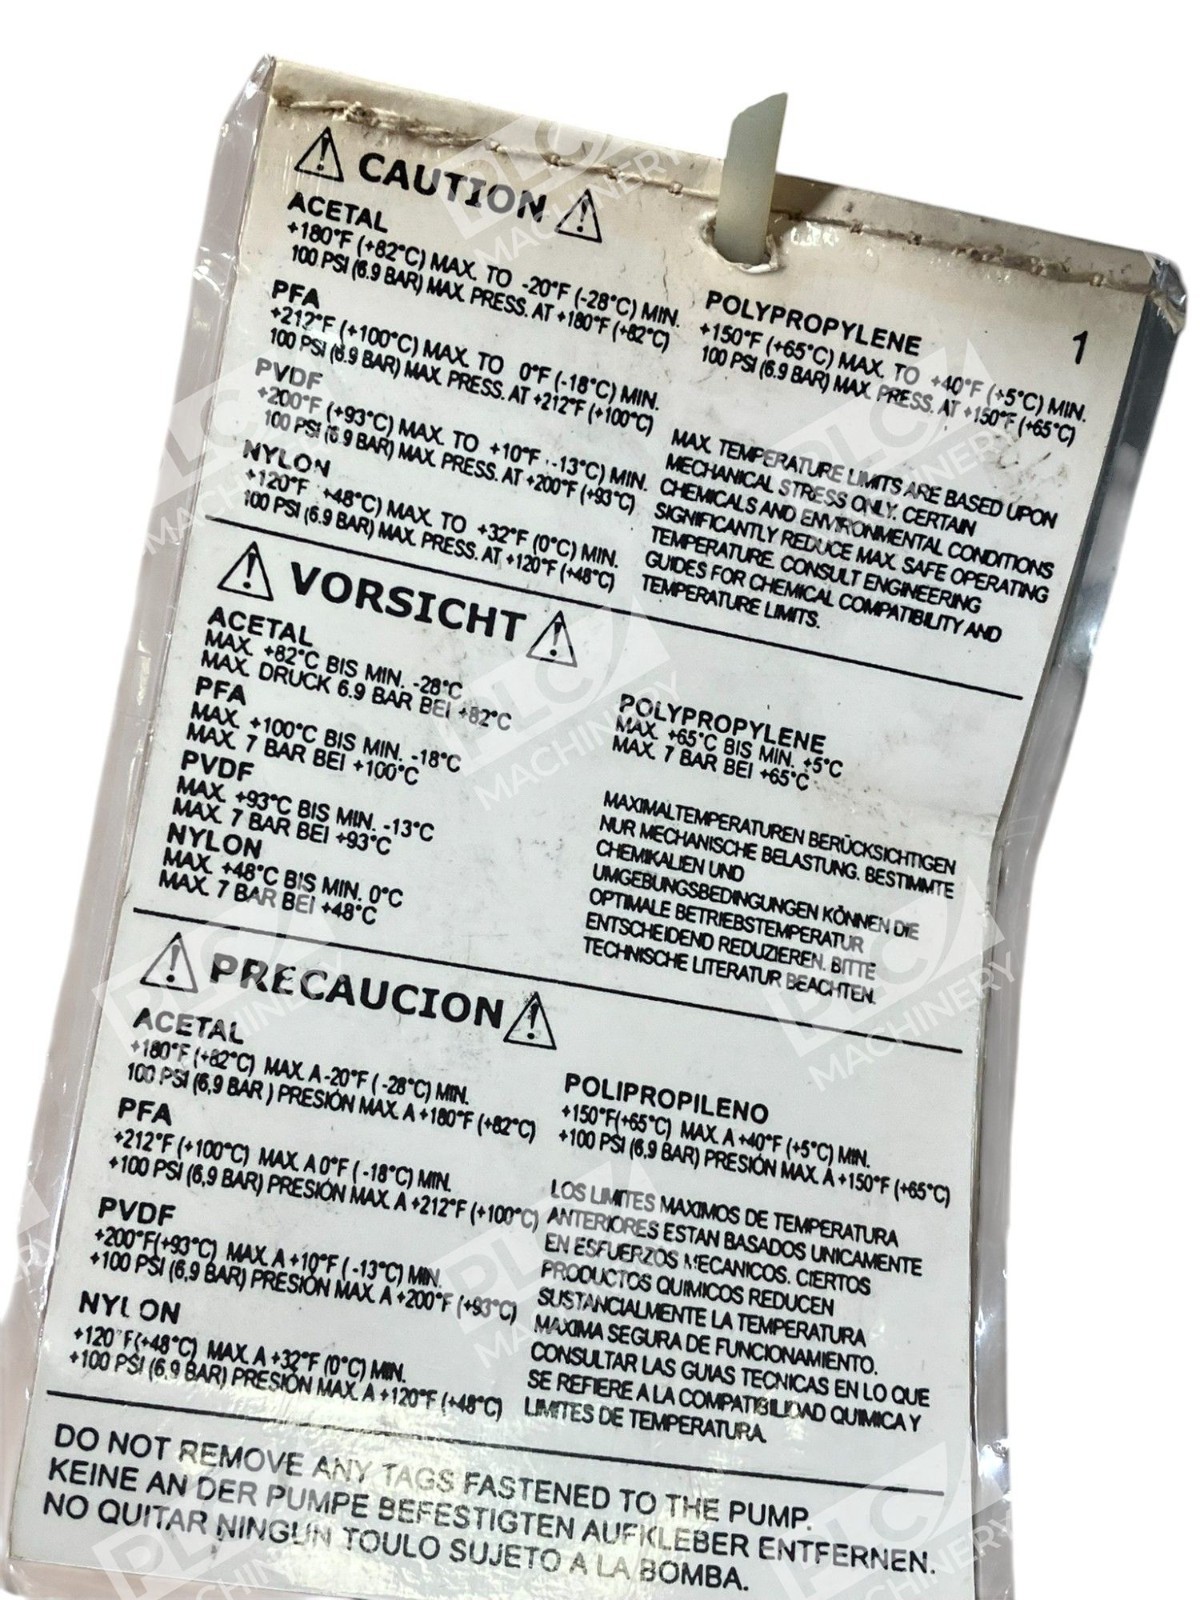 CAUTION
ACETAL
+180°F (+82°C) MAX. TO -20°F (-28°C) MIN.
100 PSI (6.9 BAR) MAX. PRESS. AT +180°F (+82°C)
PFA
+212°F (+100°C) MAX. TO 0°F (-18°C) MIN.
100 PSI (6.9 BAR) MAX. PRESS. AT +212°F (+100°C)
PVDF
+200°F (+93°C) MAX. TO +10°F -13°C) MIN.
100 PSI (6.9 BAR) MAX. PRESS. AT +200°F (+93°C)
NYLON
+120°F +48°C) MAX. TO +32°F (0°C) MIN.
100 PSI (6.9 BAR) MAX. PRESS. AT +120°F (+48°C)
POLYPROPYLENE
+150°F (+65°C) MAX. TO +40°F (+5°C) MIN.
100 PSI (6.9 BAR) MAX. PRESS. AT +150°F (+65°C)
1
MAX. TEMPERATURE LIMITS ARE BASED UPON
MECHANICAL STRESS ONLY. CERTAIN
CHEMICALS AND ENVIRONMENTAL CONDITIONS
SIGNIFICANTLY REDUCE MAX. SAFE OPERATING
TEMPERATURE. CONSULT ENGINEERING
GUIDES FOR CHEMICAL COMPATIBILITY AND
TEMPERATURE LIMITS.
VORSICHT
ACETAL
MAX. +82°C BIS MIN. -28°C
MAX. DRUCK 6.9 BAR BEI +82°C
PFA
MAX. +100°C BIS MIN. -18°C
MAX. 7 BAR BEI +100°C
PVDF
MAX. +93°C BIS MIN. -13°C
MAX. 7 BAR BEI +93°C
NYLON
MAX. +48°C BIS MIN. 0°C
MAX. 7 BAR BEI +48°C
POLYPROPYLENE
MAX. +65°C BIS MIN. +5°C
MAX. 7 BAR BEI +65°C
MAXIMALTEMPERATUREN BERÜCKSICHTIGEN
NUR MECHANISCHE BELASTUNG. BESTIMMTE
CHEMIKALIEN UND
UMGEBUNGSBEDINGUNGEN KÖNNEN DIE
OPTIMALE BETRIEBSTEMPERATUR
ENTSCHEIDEND REDUZIEREN. BITTE
TECHNISCHE LITERATUR BEACHTEN.
PRECAUCION
ACETAL
+180°F (+82°C) MAX. A -20°F (-28°C) MIN.
100 PSI (6,9 BAR ) PRESIÓN MAX. A +180°F (+82°C)
PFA
+212°F (+100°C) MAX. A 0°F ( -18°C) MIN.
+100 PSI (6,9 BAR) PRESIÓN MAX. A +212°F (+100°C)
PVDF
+200°F(+93°C) MAX. A +10°F ( -13°C) MIN.
+100 PSI (6,9 BAR) PRESIÓN MAX. A +200°F (+93°C)
NYLON
+120°F(+48°C) MAX. A +32°F (0°C) MIN.
+100 PSI (6,9 BAR) PRESIÓN MAX. A +120°F (+48°C)
POLIPROPILENO
+150°F(+65°C) MAX. A +40°F (+5°C) MIN.
+100 PSI (6,9 BAR) PRESIÓN MAX. A +150°F (+65°C)
LOS LIMITES MAXIMOS DE TEMPERATURA
ANTERIORES ESTAN BASADOS UNICAMENTE
EN ESFUERZOS MECANICOS. CIERTOS
PRODUCTOS QUIMICOS REDUCEN
SUSTANCIALMENTE LA TEMPERATURA
MAXIMA SEGURA DE FUNCIONAMIENTO.
CONSULTAR LAS GUIAS TECNICAS EN LO QUE
SE REFIERE A LA COMPATIBILIDAD QUIMICA Y
LIMITES DE TEMPERATURA.
DO NOT REMOVE ANY TAGS FASTENED TO THE PUMP.
KEINE AN DER PUMPE BEFESTIGTEN AUFKLEBER ENTFERNEN.
NO QUITAR NINGUN TOULO SUJETO A LA BOMBA.
PLC MACHINERY